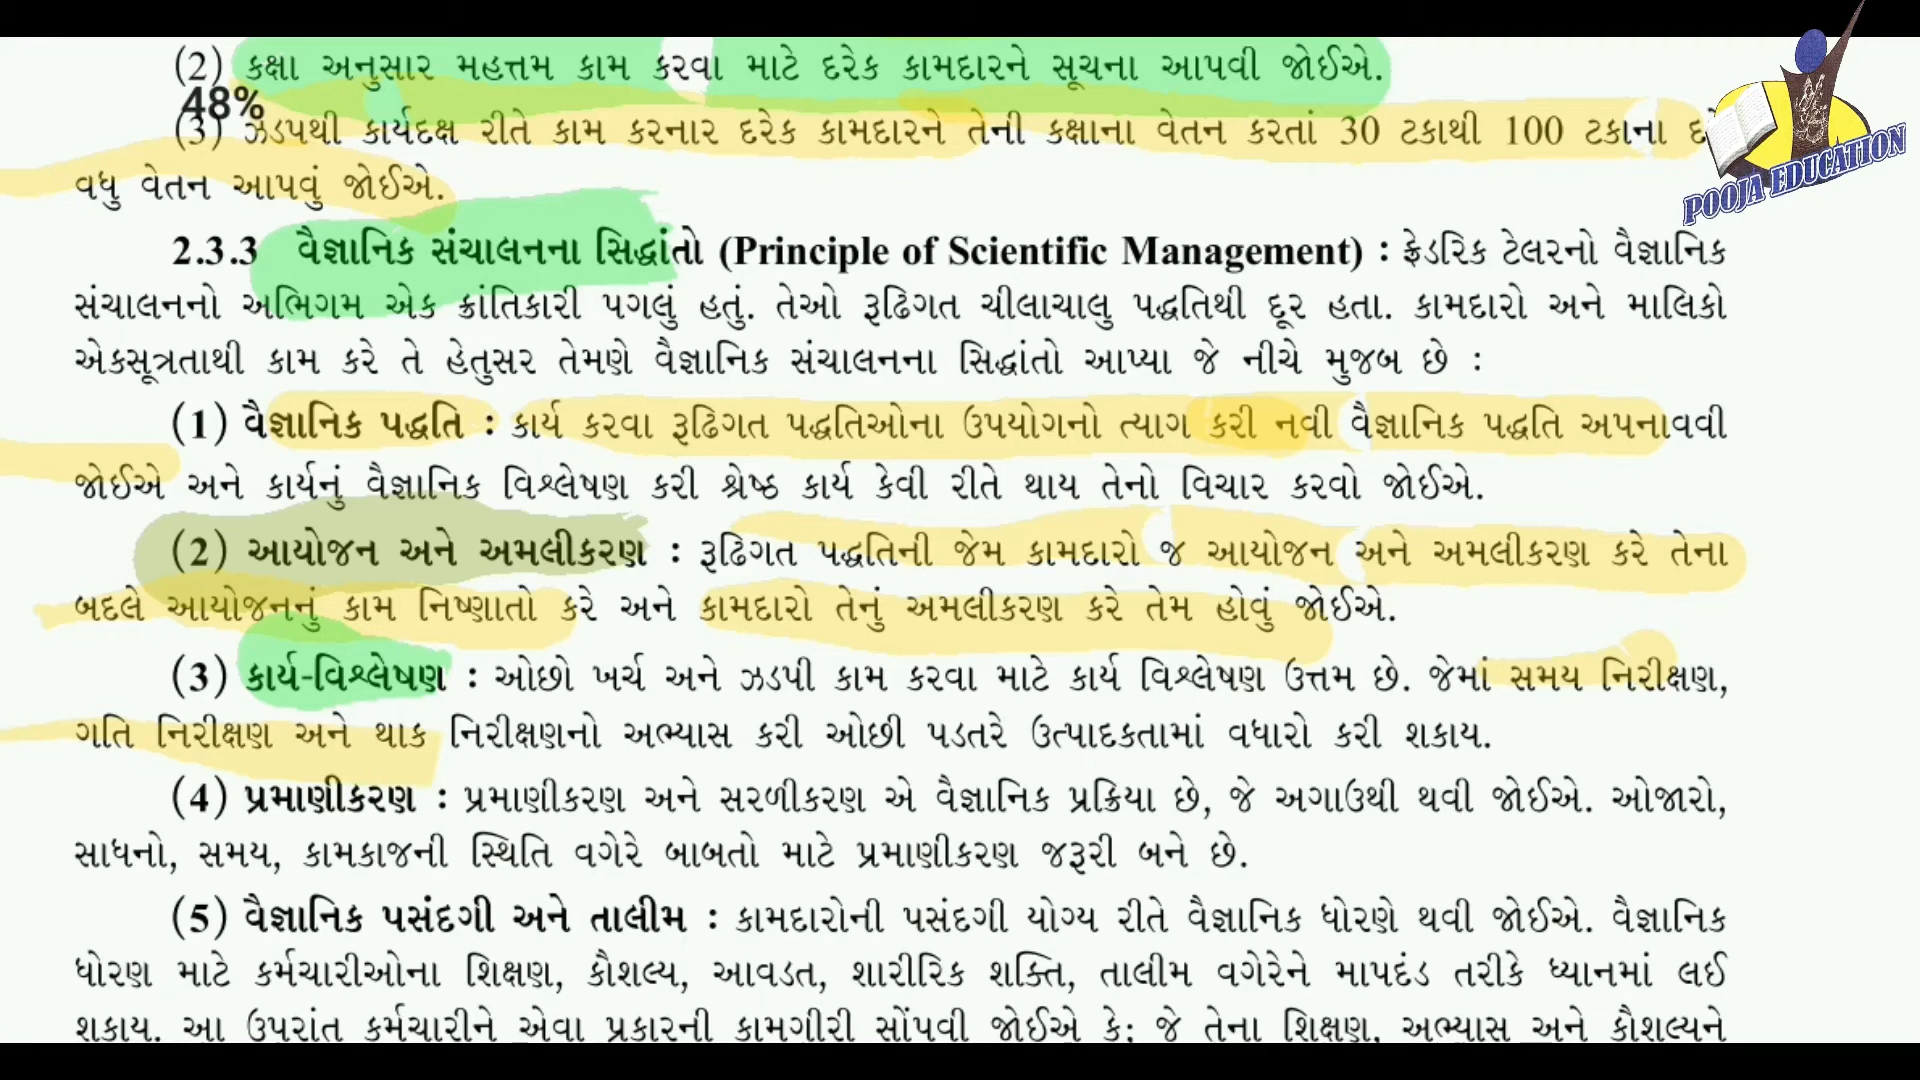 (2) કક્ષા અનુસાર મહત્તમ કામ કરવા માટે દરેક કામદારને સૂચના આપવી જોઈએ.
48%
(3) ઝડપથી કાર્યદક્ષ રીતે કામ કરનાર દરેક કામદારને તેની કક્ષાના વેતન કરતાં 30 ટકાથી 100 ટકાના
વધુ વેતન આપવું જોઈએ.
POOJA EDUCATION
2.3.3 વૈજ્ઞાનિક સંચાલનના સિદ્ધાંતો (Principle of Scientific Management) : ફ્રેડરિક ટેલરનો વૈજ્ઞાનિક
સંચાલનનો અભિગમ એક ક્રાંતિકારી પગલું હતું. તેઓ રૂઢિગત ચીલાચાલુ પદ્ધતિથી દૂર હતા. કામદારો અને માલિકો
એકસૂત્રતાથી કામ કરે તે હેતુસર તેમણે વૈજ્ઞાનિક સંચાલનના સિદ્ધાંતો આપ્યા જે નીચે મુજબ છે :
(1) વૈજ્ઞાનિક પદ્ધતિ : કાર્ય કરવા રૂઢિગત પદ્ધતિઓના ઉપયોગનો ત્યાગ કરી નવી વૈજ્ઞાનિક પદ્ધતિ અપનાવવી
જોઈએ અને કાર્યનું વૈજ્ઞાનિક વિશ્લેષણ કરી શ્રેષ્ઠ કાર્ય કેવી રીતે થાય તેનો વિચાર કરવો જોઈએ.
(2) આયોજન અને અમલીકરણ : રૂઢિગત પદ્ધતિની જેમ કામદારો જ આયોજન અને અમલીકરણ કરે તેના
બદલે આયોજનનું કામ નિષ્ણાતો કરે અને કામદારો તેનું અમલીકરણ કરે તેમ હોવું જોઈએ.
(3) કાર્ય-વિશ્લેષણ : ઓછો ખર્ચ અને ઝડપી કામ કરવા માટે કાર્ય વિશ્લેષણ ઉત્તમ છે. જેમાં સમય નિરીક્ષણ,
ગતિ નિરીક્ષણ અને થાક નિરીક્ષણનો અભ્યાસ કરી ઓછી પડતરે ઉત્પાદકતામાં વધારો કરી શકાય.
(4) પ્રમાણીકરણ : પ્રમાણીકરણ અને સરળીકરણ એ વૈજ્ઞાનિક પ્રક્રિયા છે, જે અગાઉથી થવી જોઈએ. ઓજારો,
સાધનો, સમય, કામકાજની સ્થિતિ વગેરે બાબતો માટે પ્રમાણીકરણ જરૂરી બને છે.
(5) વૈજ્ઞાનિક પસંદગી અને તાલીમ : કામદારોની પસંદગી યોગ્ય રીતે વૈજ્ઞાનિક ધોરણે થવી જોઈએ. વૈજ્ઞાનિક
ધોરણ માટે કર્મચારીઓના શિક્ષણ, કૌશલ્ય, આવડત, શારીરિક શક્તિ, તાલીમ વગેરેને માપદંડ તરીકે ધ્યાનમાં લઈ
શકાય. આ ઉપરાંત કર્મચારીને એવા પ્રકારની કામગીરી સોંપવી જોઈએ કે; જે તેના શિક્ષણ, અભ્યાસ અને કૌશલ્યને